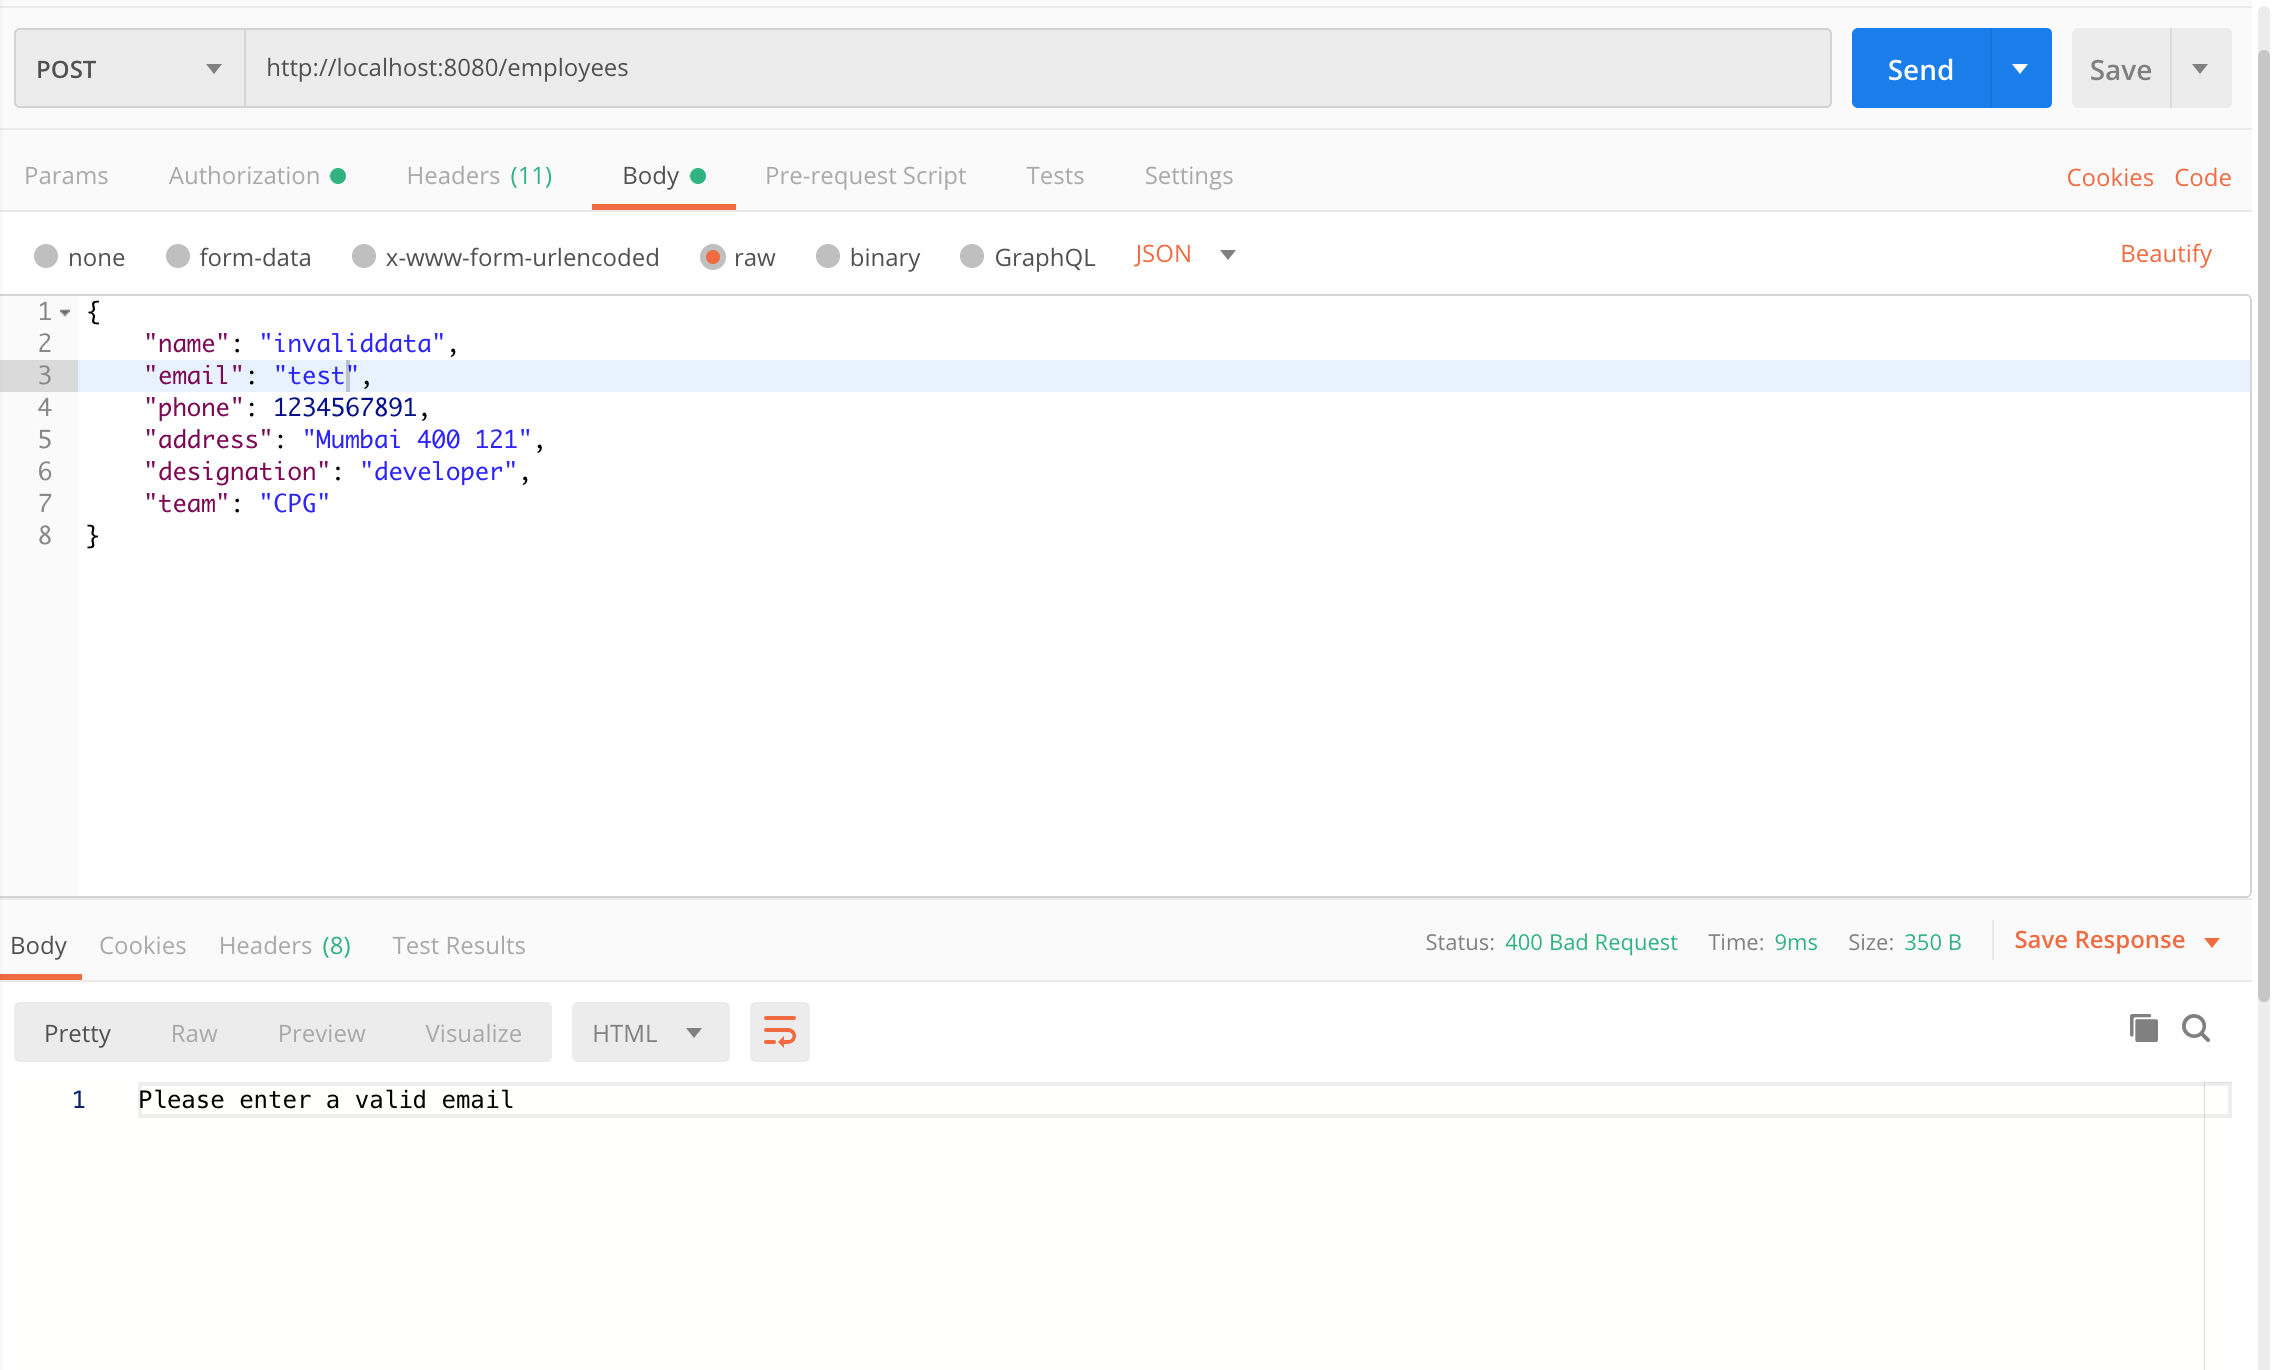 POST http://localhost:8080/employees Send Save
Params Authorization Headers (11) Body Pre-request Script Tests Settings Cookies Code
none form-data x-www-form-urlencoded raw binary GraphQL JSON Beautify
1 {
2 "name": "invaliddata",
3 "email": "test",
4 "phone": 1234567891,
5 "address": "Mumbai 400 121",
6 "designation": "developer",
7 "team": "CPG"
8 }
Body Cookies Headers (8) Test Results Status: 400 Bad Request Time: 9ms Size: 350 B Save Response
Pretty Raw Preview Visualize HTML
1 Please enter a valid email